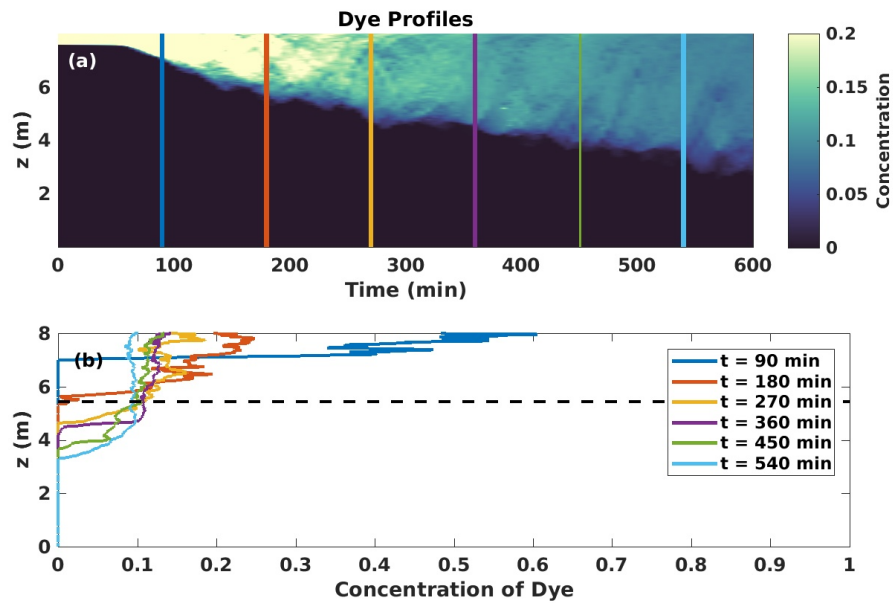 Dye Profiles
(a)
z (m)
6
4
2
0
100
200
300
400
500
600
Time (min)
0.2
0.15
0.1
0.05
0
Concentration
(b)
z (m)
8
6
4
2
0
t = 90 min
t = 180 min
t = 270 min
t = 360 min
t = 450 min
t = 540 min
0
0.1
0.2
0.3
0.4
0.5
0.6
0.7
0.8
0.9
1
Concentration of Dye